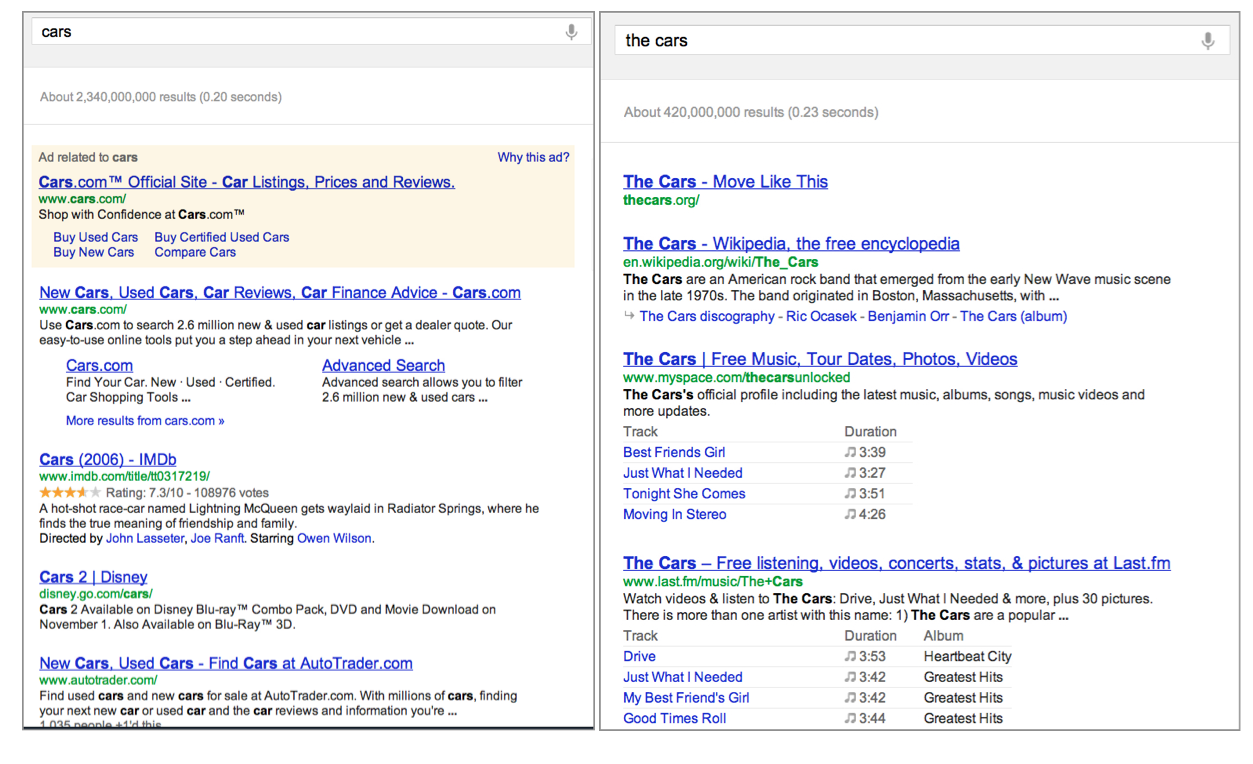 cars
About 2,340,000,000 results (0.20 seconds)
Ad related to cars Why this ad?
Cars.com™ Official Site - Car Listings, Prices and Reviews.
www.cars.com/
Shop with Confidence at Cars.com™
Buy Used Cars Buy Certified Used Cars
Buy New Cars Compare Cars
New Cars, Used Cars, Car Reviews, Car Finance Advice - Cars.com
www.cars.com/
Use Cars.com to search 2.6 million new & used car listings or get a dealer quote. Our
easy-to-use online tools put you a step ahead in your next vehicle ...
Cars.com Advanced Search
Find Your Car. New · Used · Certified. Advanced search allows you to filter
Car Shopping Tools ... 2.6 million new & used cars ...
More results from cars.com »
Cars (2006) - IMDb
www.imdb.com/title/tt0317219/
Rating: 7.3/10 - 108976 votes
A hot-shot race-car named Lightning McQueen gets waylaid in Radiator Springs, where he
finds the true meaning of friendship and family.
Directed by John Lasseter, Joe Ranft. Starring Owen Wilson.
Cars 2 | Disney
disney.go.com/cars/
Cars 2 Available on Disney Blu-ray™ Combo Pack, DVD and Movie Download on
November 1. Also Available on Blu-Ray™ 3D.
New Cars, Used Cars - Find Cars at AutoTrader.com
www.autotrader.com/
Find used cars and new cars for sale at AutoTrader.com. With millions of cars, finding
your next new car or used car and the car reviews and information you're ...
1,035 people +1'd this
the cars
About 420,000,000 results (0.23 seconds)
The Cars - Move Like This
thecars.org/
The Cars - Wikipedia, the free encyclopedia
en.wikipedia.org/wiki/The_Cars
The Cars are an American rock band that emerged from the early New Wave music scene
in the late 1970s. The band originated in Boston, Massachusetts, with ...
The Cars discography - Ric Ocasek - Benjamin Orr - The Cars (album)
The Cars | Free Music, Tour Dates, Photos, Videos
www.myspace.com/thecarsunlocked
The Cars's official profile including the latest music, albums, songs, music videos and
more updates.
Track Duration
Best Friends Girl 3:39
Just What I Needed 3:27
Tonight She Comes 3:51
Moving In Stereo 4:26
The Cars – Free listening, videos, concerts, stats, & pictures at Last.fm
www.last.fm/music/The+Cars
Watch videos & listen to The Cars: Drive, Just What I Needed & more, plus 30 pictures.
There is more than one artist with this name: 1) The Cars are a popular ...
Track Duration Album
Drive 3:53 Heartbeat City
Just What I Needed 3:42 Greatest Hits
My Best Friend's Girl 3:42 Greatest Hits
Good Times Roll 3:44 Greatest Hits